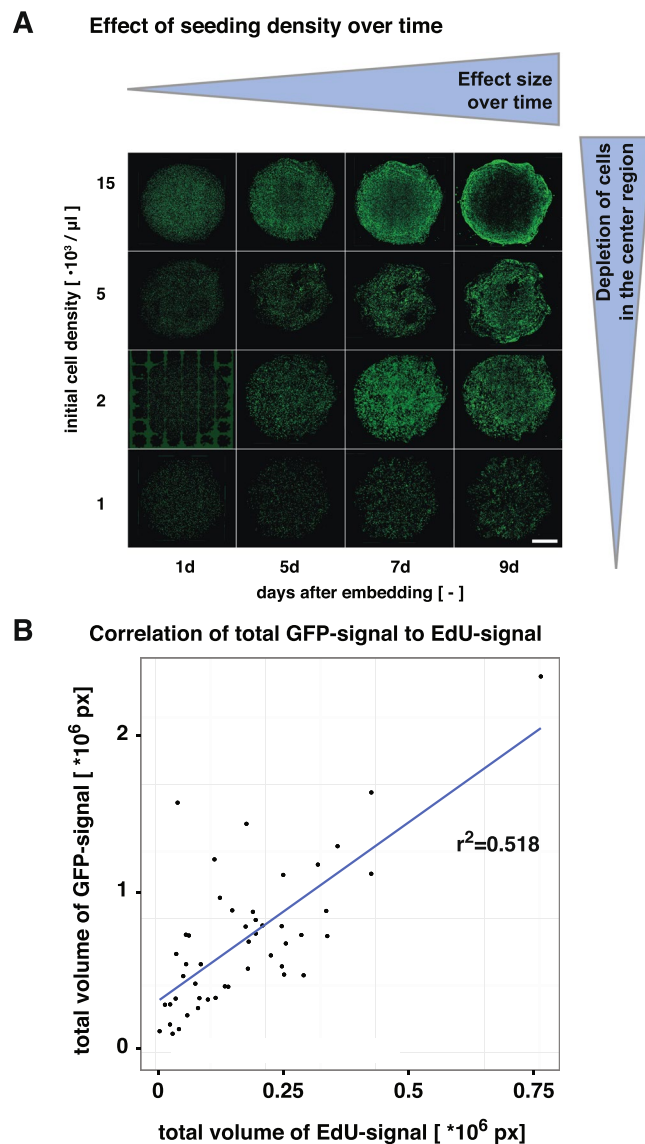 A
Effect of seeding density over time
Effect size
over time
Depletion of cells
in the center region
initial cell density [ ·10³ / µl ]
15
5
2
1
1d
5d
7d
9d
days after embedding [ - ]
B
Correlation of total GFP-signal to EdU-signal
total volume of GFP-signal [ *10⁶ px]
2
1
0
r²=0.518
0
0.25
0.5
0.75
total volume of EdU-signal [ *10⁶ px]